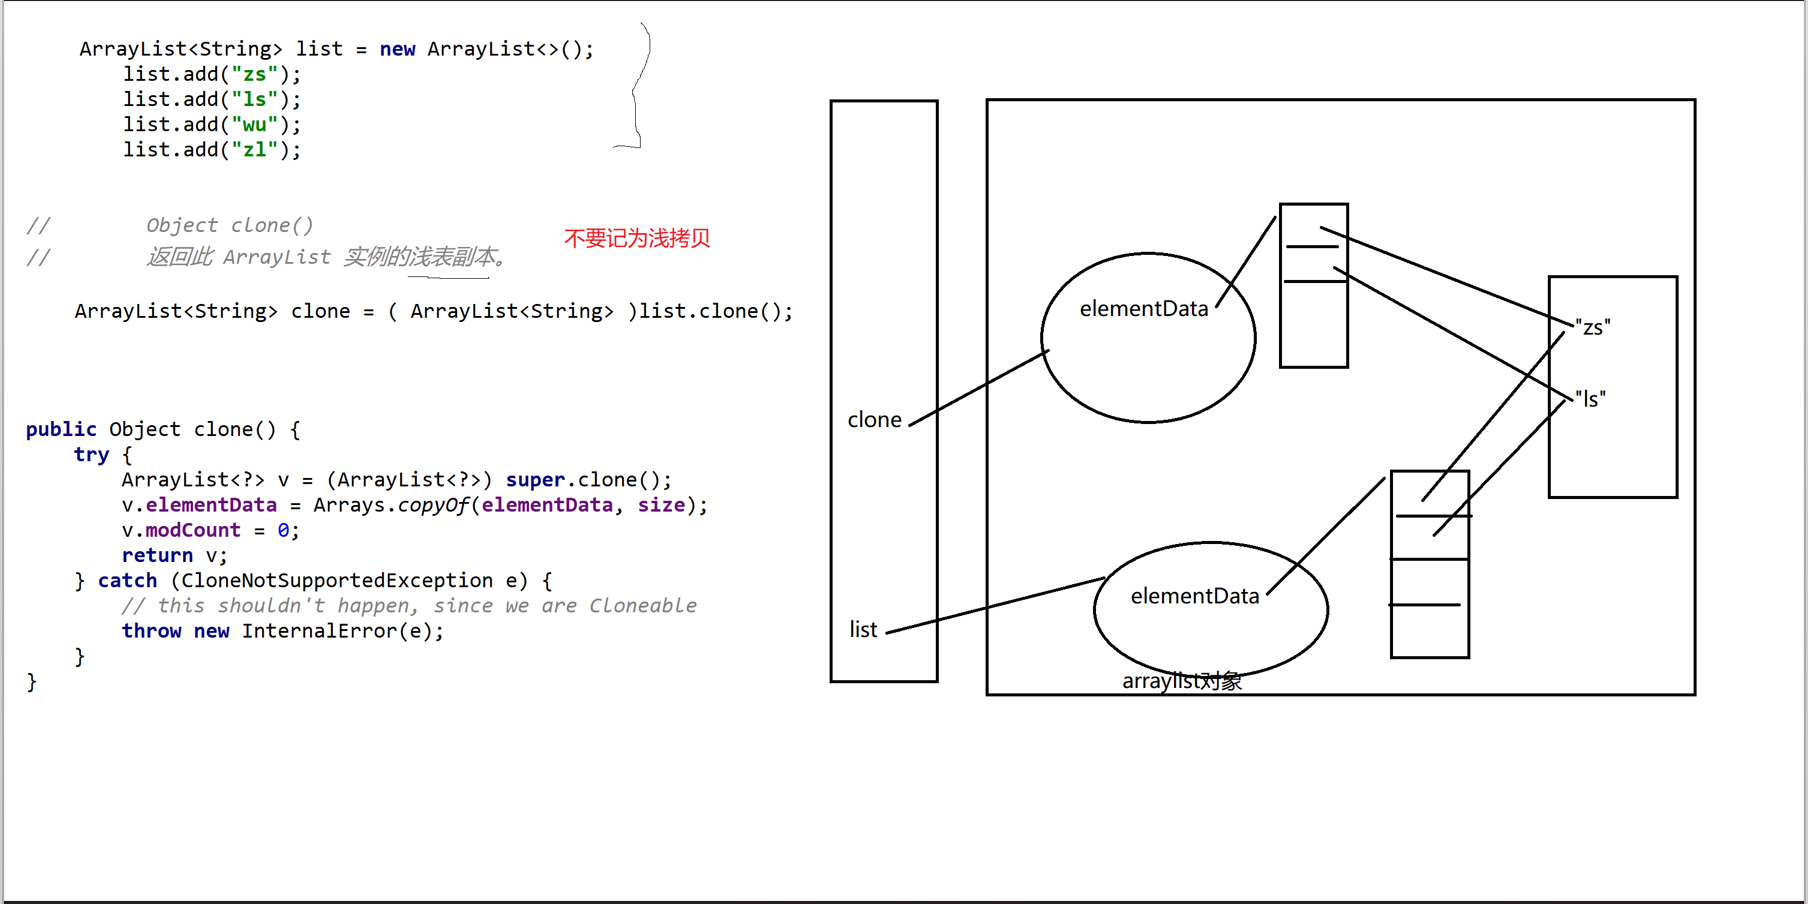 ArrayList<String> list = new ArrayList<>();
list.add("zs");
list.add("ls");
list.add("wu");
list.add("zl");
// Object clone()
// 返回此 ArrayList 实例的浅表副本。
不要记为浅拷贝
ArrayList<String> clone = ( ArrayList<String> )list.clone();
public Object clone() {
try {
ArrayList<?> v = (ArrayList<?>) super.clone();
v.elementData = Arrays.copyOf(elementData, size);
v.modCount = 0;
return v;
} catch (CloneNotSupportedException e) {
// this shouldn't happen, since we are Cloneable
throw new InternalError(e);
}
}
elementData
"zs"
"ls"
clone
elementData
list
arraylist对象